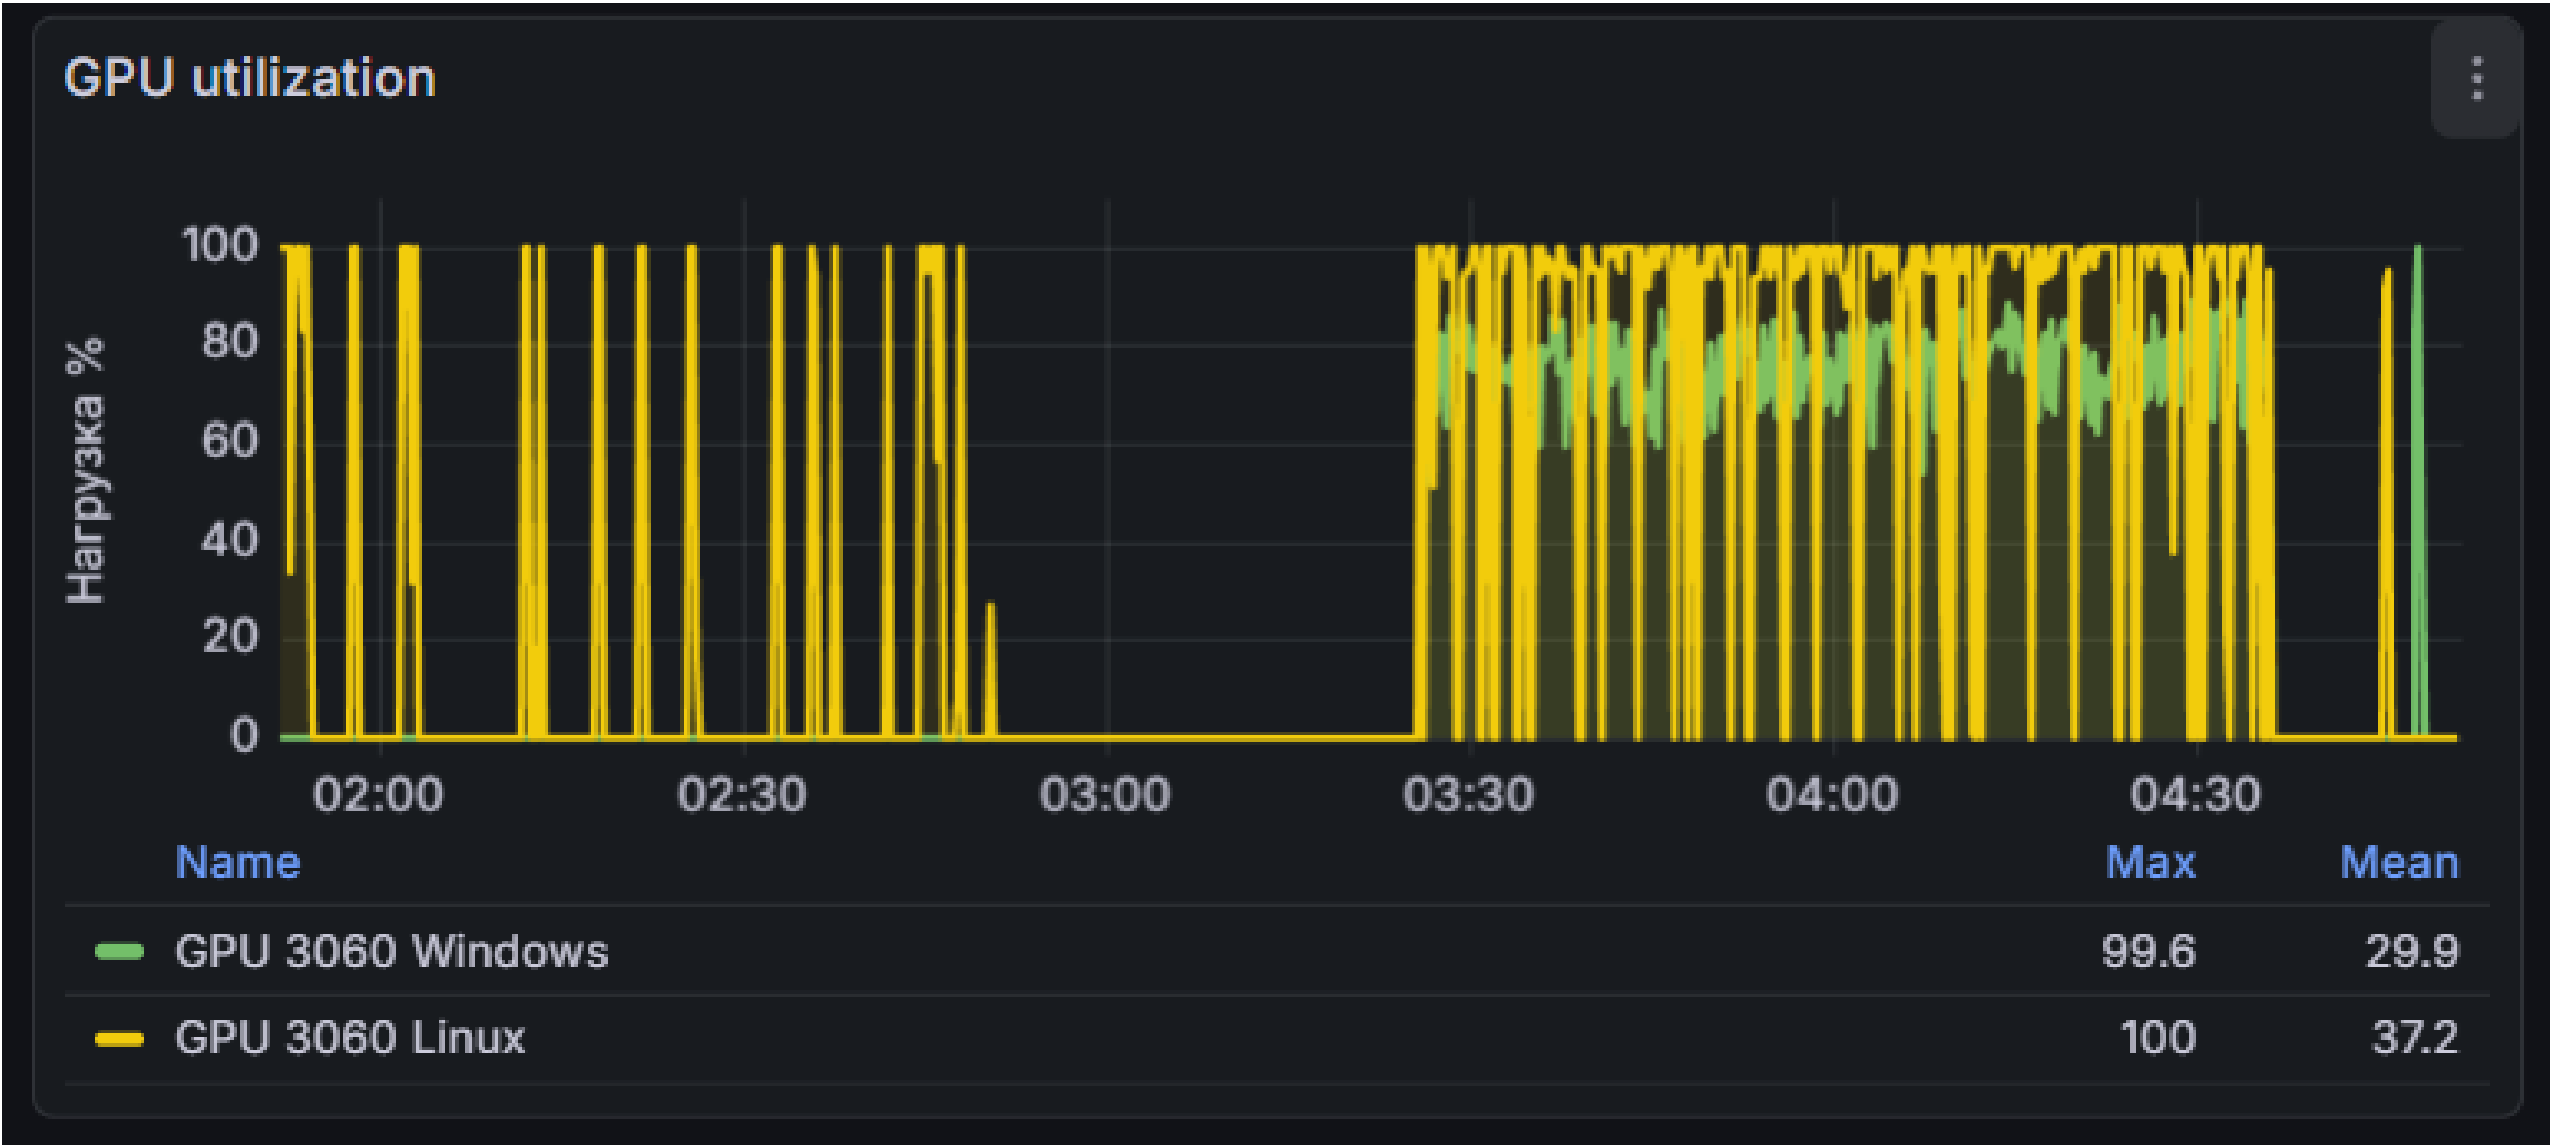 GPU utilization
Нагрузка %
100
80
60
40
20
0
02:00 02:30 03:00 03:30 04:00 04:30
Name Max Mean
GPU 3060 Windows 99.6 29.9
GPU 3060 Linux 100 37.2